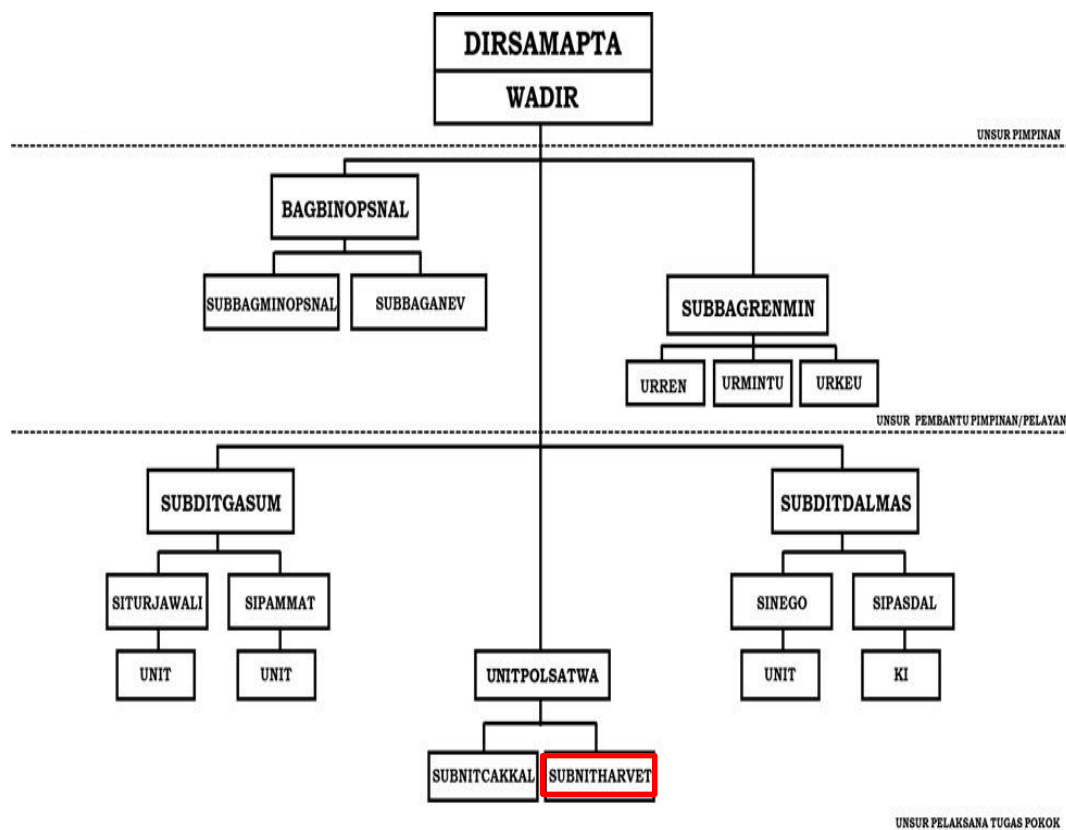 DIRSAMAPTA
WADIR
UNSUR PIMPINAN
BAGBINOPSNAL
SUBBAGMINOPSNAL
SUBBAGANEV
SUBBAGRENMIN
URREN
URMINTU
URKEU
UNSUR PEMBANTU PIMPINAN/PELAYAN
SUBDITGASUM
SUBDITDALMAS
SITURJAWALI
SIPAMMAT
SINEGO
SIPASDAL
UNIT
UNIT
UNITPOLSATWA
UNIT
KI
SUBNITCAKKAL
SUBNITHARVET
UNSUR PELAKSANA TUGAS POKOK